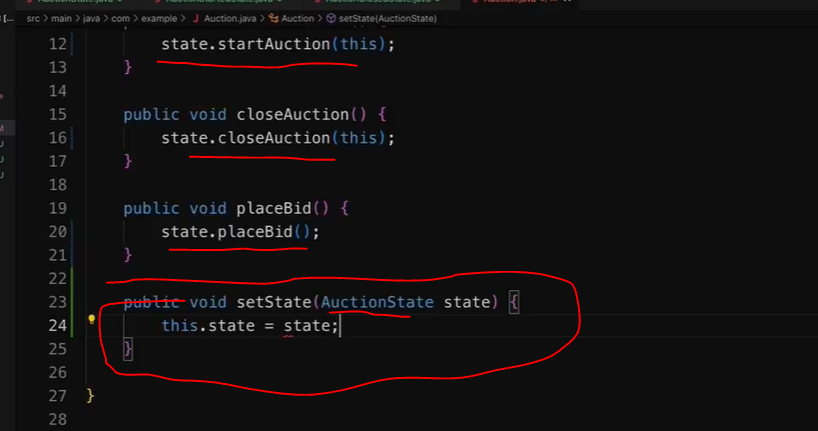 src > main > java > com > example > J Auction.java > Auction > setState(AuctionState)
12 state.startAuction(this);
13 }
14
15 public void closeAuction() {
16 state.closeAuction(this);
17 }
18
19 public void placeBid() {
20 state.placeBid();
21 }
22
23 public void setState(AuctionState state) {
24 this.state = state;
25 }
26
27 }
28